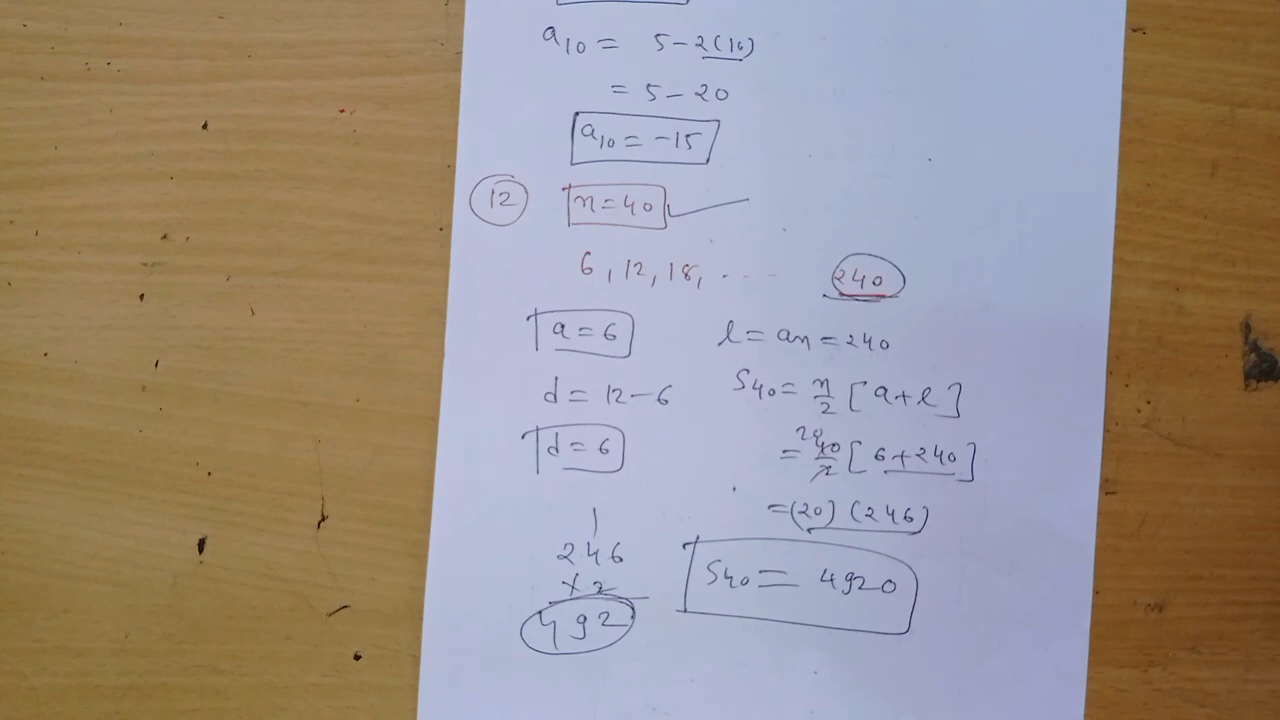 a10 = 5-2(10)
= 5-20
a10 = -15
12 n=40
6, 12, 18, ---- 240
a = 6 l = an = 240
d = 12-6 S40 = n/2 [a+l]
d = 6 = 20 40/2 [6+240]
= (20) (246)
246
×2
492
S40 = 4920